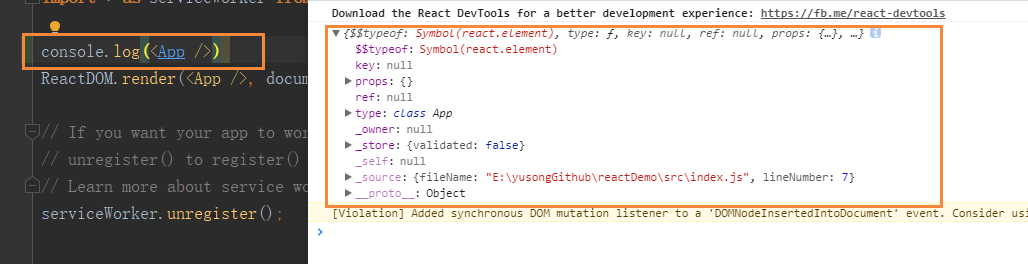 import * as serviceWorker from
console.log(<App />)
ReactDOM.render(<App />, docum
// If you want your app to wor
// unregister() to register()
// Learn more about service wo
serviceWorker.unregister();
Download the React DevTools for a better development experience: https://fb.me/react-devtools
▼{$$typeof: Symbol(react.element), type: ƒ, key: null, ref: null, props: {…}, …} i
$$typeof: Symbol(react.element)
key: null
▶props: {}
ref: null
▶type: class App
_owner: null
▶_store: {validated: false}
_self: null
▶_source: {fileName: "E:\yusongGithub\reactDemo\src\index.js", lineNumber: 7}
▶__proto__: Object
[Violation] Added synchronous DOM mutation listener to a 'DOMNodeInsertedIntoDocument' event. Consider usi